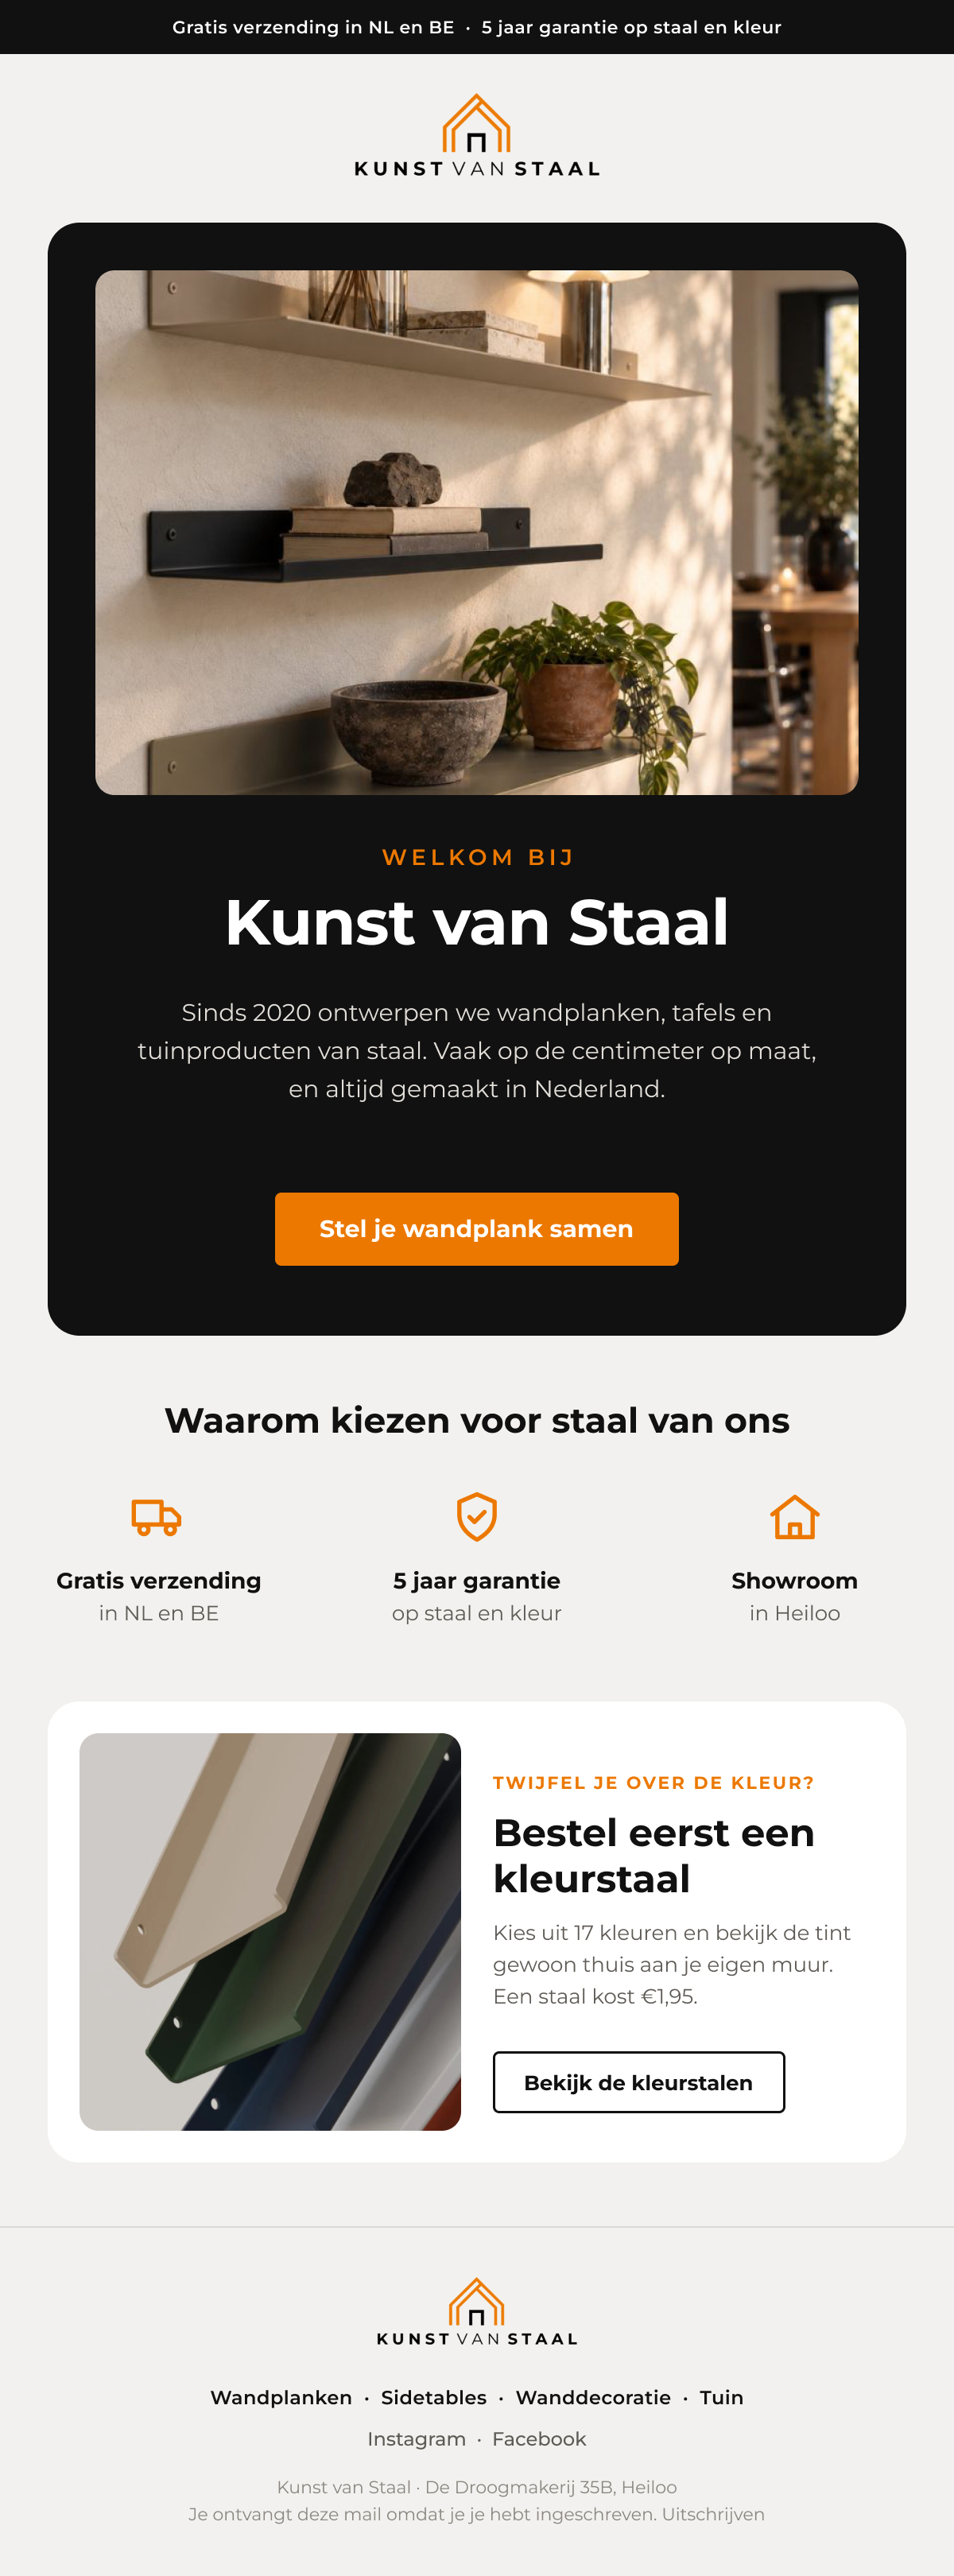 Gratis verzending in NL en BE · 5 jaar garantie op staal en kleur
KUNST VAN STAAL
WELKOM BIJ
Kunst van Staal
Sinds 2020 ontwerpen we wandplanken, tafels en
tuinproducten van staal. Vaak op de centimeter op maat,
en altijd gemaakt in Nederland.
Stel je wandplank samen
Waarom kiezen voor staal van ons
Gratis verzending
in NL en BE
5 jaar garantie
op staal en kleur
Showroom
in Heiloo
TWIJFEL JE OVER DE KLEUR?
Bestel eerst een
kleurstaal
Kies uit 17 kleuren en bekijk de tint
gewoon thuis aan je eigen muur.
Een staal kost €1,95.
Bekijk de kleurstalen
KUNST VAN STAAL
Wandplanken · Sidetables · Wanddecoratie · Tuin
Instagram · Facebook
Kunst van Staal · De Droogmakerij 35B, Heiloo
Je ontvangt deze mail omdat je je hebt ingeschreven. Uitschrijven